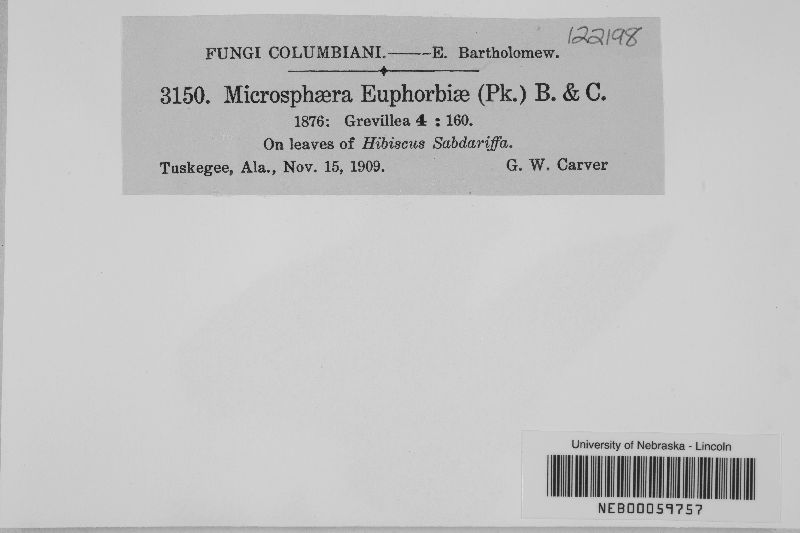 122198
FUNGI COLUMBIANI.——E. Bartholomew.
3150. Microsphæra Euphorbiæ (Pk.) B. & C.
1876: Grevillea 4 : 160.
On leaves of Hibiscus Sabdariffa.
Tuskegee, Ala., Nov. 15, 1909. G. W. Carver
University of Nebraska - Lincoln
NEB00059757